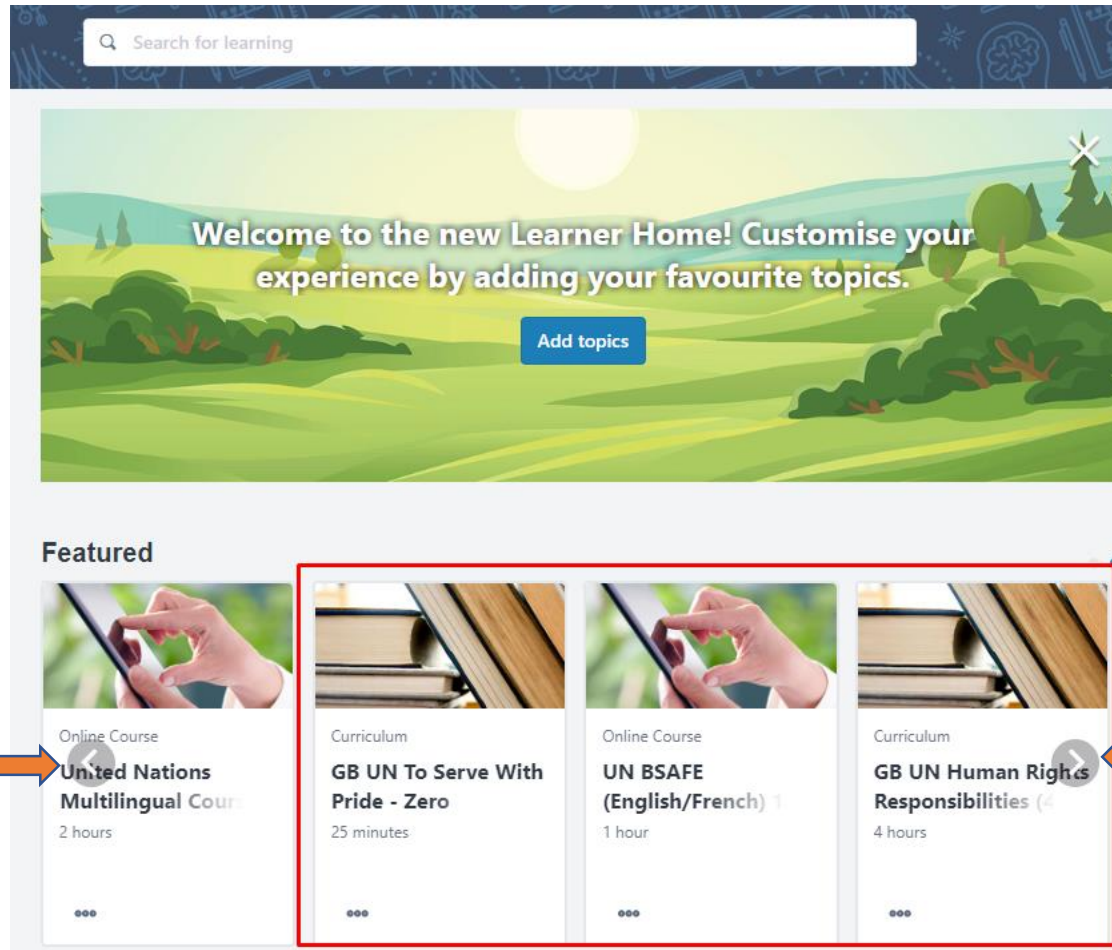 Search for learning
Welcome to the new Learner Home! Customise your
experience by adding your favourite topics.
Add topics
Featured
Online Course
United Nations
Multilingual Cour
2 hours
Curriculum
GB UN To Serve With
Pride - Zero
25 minutes
Online Course
UN BSAFE
(English/French) 1
1 hour
Curriculum
GB UN Human Rights
Responsibilities (4
4 hours